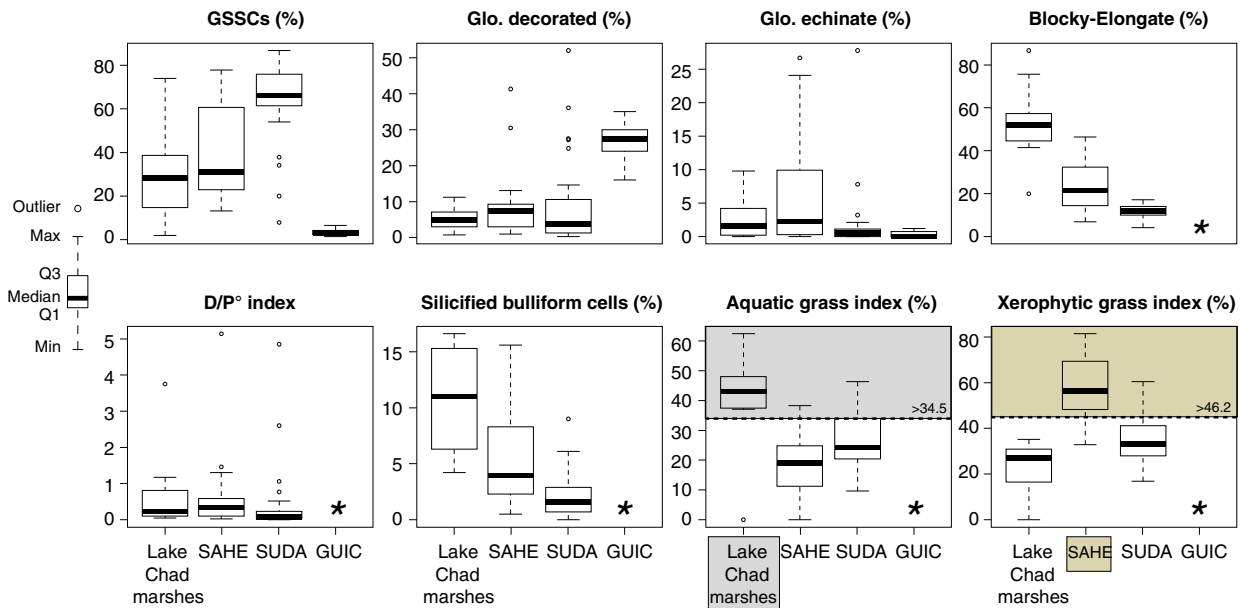 GSSCs (%)
Glo. decorated (%)
Glo. echinate (%)
Blocky-Elongate (%)
80
60
40
20
0
50
40
30
20
10
0
25
20
15
10
5
0
80
60
40
20
0
*
Outlier
Max
Q3
Median
Q1
Min
D/P° index
Silicified bulliform cells (%)
Aquatic grass index (%)
Xerophytic grass index (%)
5
4
3
2
1
0
*
15
10
5
0
*
60
50
40
30
20
10
0
>34.5
*
80
60
40
20
0
>46.2
*
Lake Chad marshes
SAHE
SUDA
GUIC
Lake Chad marshes
SAHE
SUDA
GUIC
Lake Chad marshes
SAHE
SUDA
GUIC
Lake Chad marshes
SAHE
SUDA
GUIC